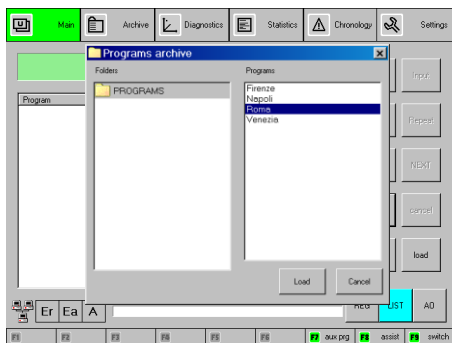 Main
Archive
Diagnostics
Statistics
Chronology
Settings
Programs archive
Folders
Programs
PROGRAMS
Firenze
Napoli
Roma
Venezia
Load
Cancel
Program
input
Repeat
NEXT
cancel
load
Er
Ea
A
REG
LIST
A0
F1
F2
F3
F4
F5
F6
F7 aux prg
F8 assist
F9 switch